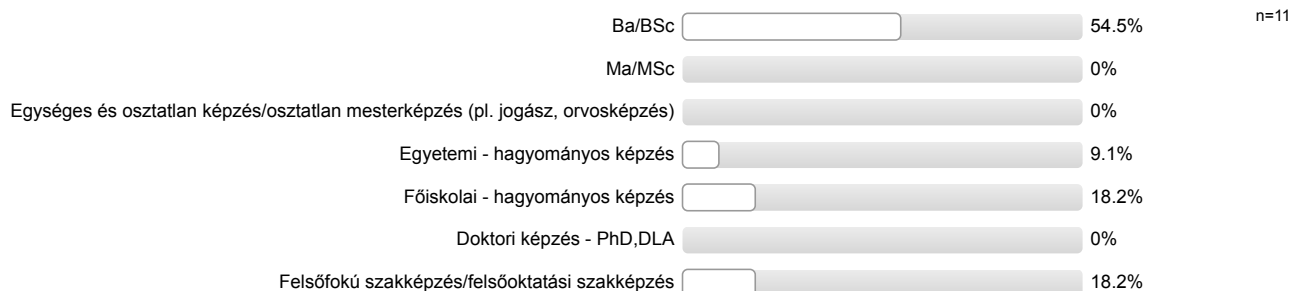 Ba/BSc 54.5% n=11
Ma/MSc 0%
Egységes és osztatlan képzés/osztatlan mesterképzés (pl. jogász, orvosképzés) 0%
Egyetemi - hagyományos képzés 9.1%
Főiskolai - hagyományos képzés 18.2%
Doktori képzés - PhD,DLA 0%
Felsőfokú szakképzés/felsőoktatási szakképzés 18.2%